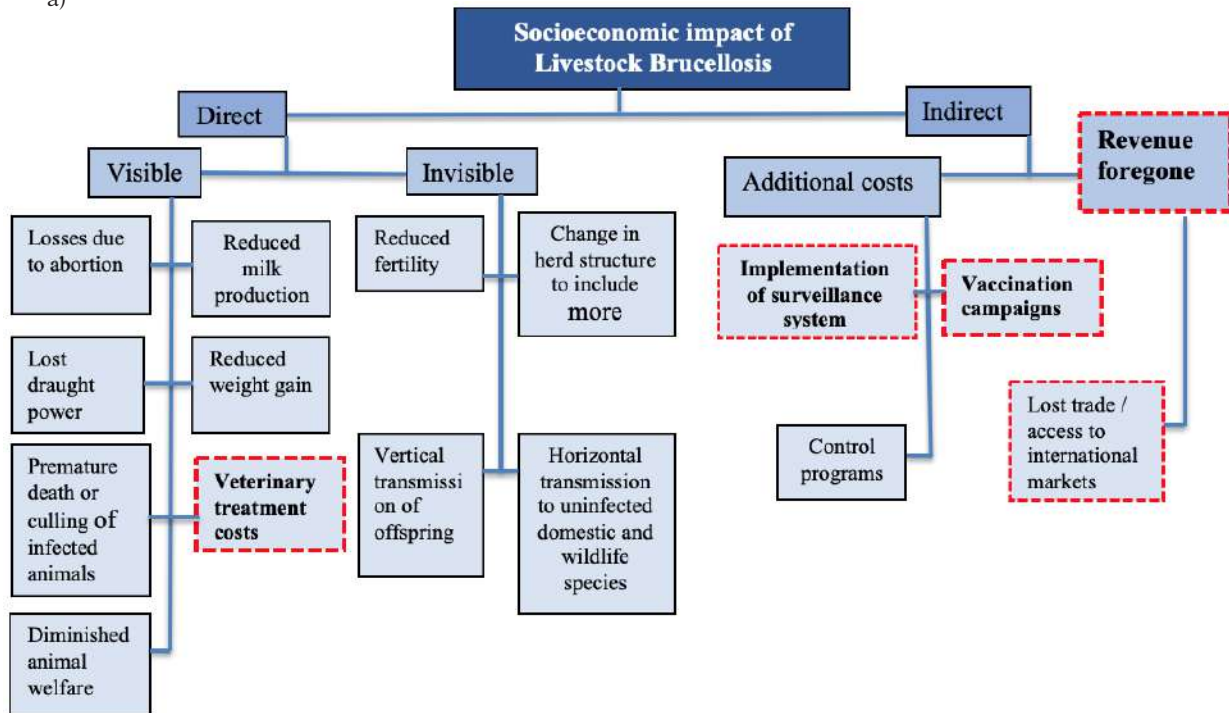 a)
Socioeconomic impact of
Livestock Brucellosis
Direct
Indirect
Visible
Invisible
Additional costs
Revenue
foregone
Losses due
to abortion
Reduced
milk
production
Lost
draught
power
Reduced
weight gain
Premature
death or
culling of
infected
animals
Veterinary
treatment
costs
Diminished
animal
welfare
Reduced
fertility
Change in
herd structure
to include
more
Vertical
transmissi
on of
offspring
Horizontal
transmission
to uninfected
domestic and
wildlife
species
Implementation
of surveillance
system
Vaccination
campaigns
Control
programs
Lost trade /
access to
international
markets